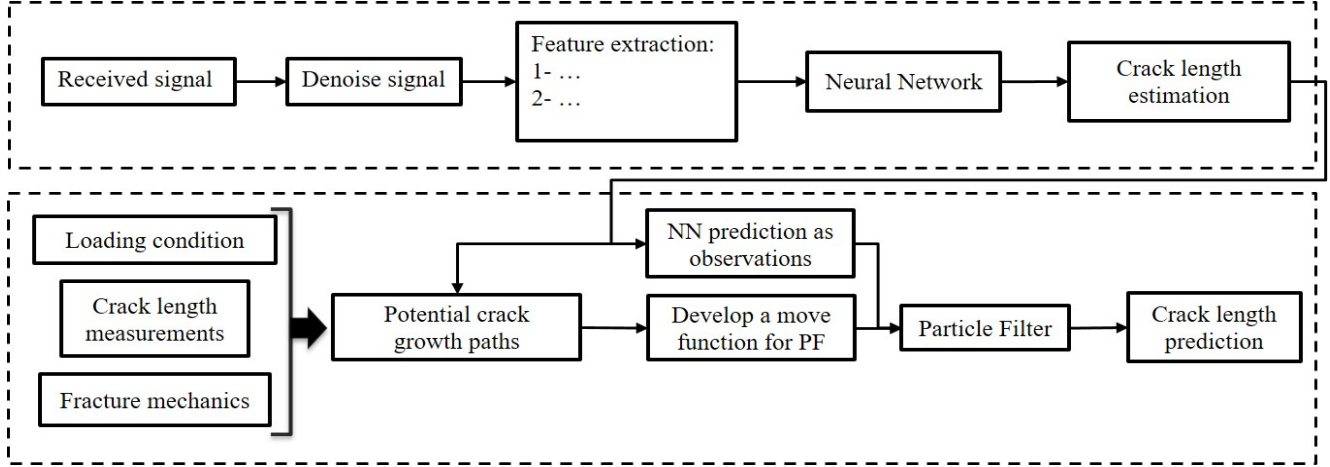 Received signal
Denoise signal
Feature extraction:
1- …
2- …
Neural Network
Crack length
estimation
Loading condition
Crack length
measurements
Fracture mechanics
Potential crack
growth paths
NN prediction as
observations
Develop a move
function for PF
Particle Filter
Crack length
prediction